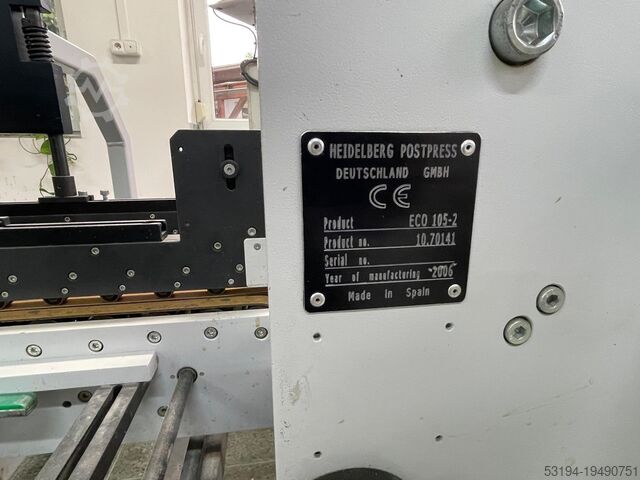 HEIDELBERG POSTPRESS
DEUTSCHLAND GMBH
CE
Product ECO 105-2
Product no. 10.70141
Serial no.
Year of manufacturing 2006
Made in Spain
53194-19490751